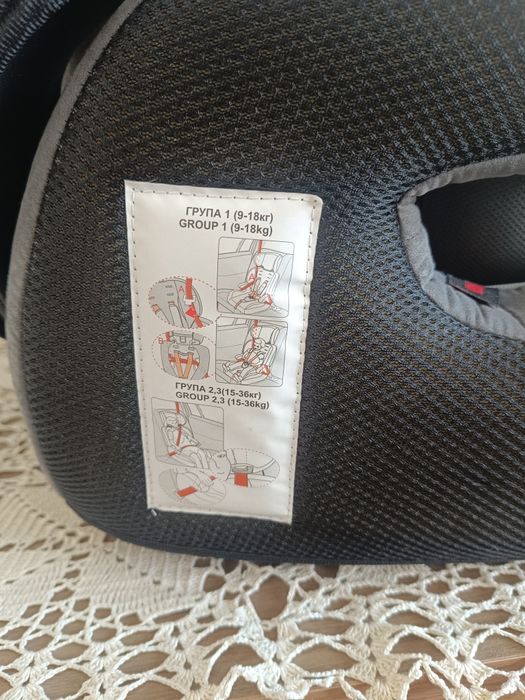 ГРУПА 1 (9-18кг)
GROUP 1 (9-18kg)
A
B
ГРУПА 2,3(15-36кг)
GROUP 2,3 (15-36kg)